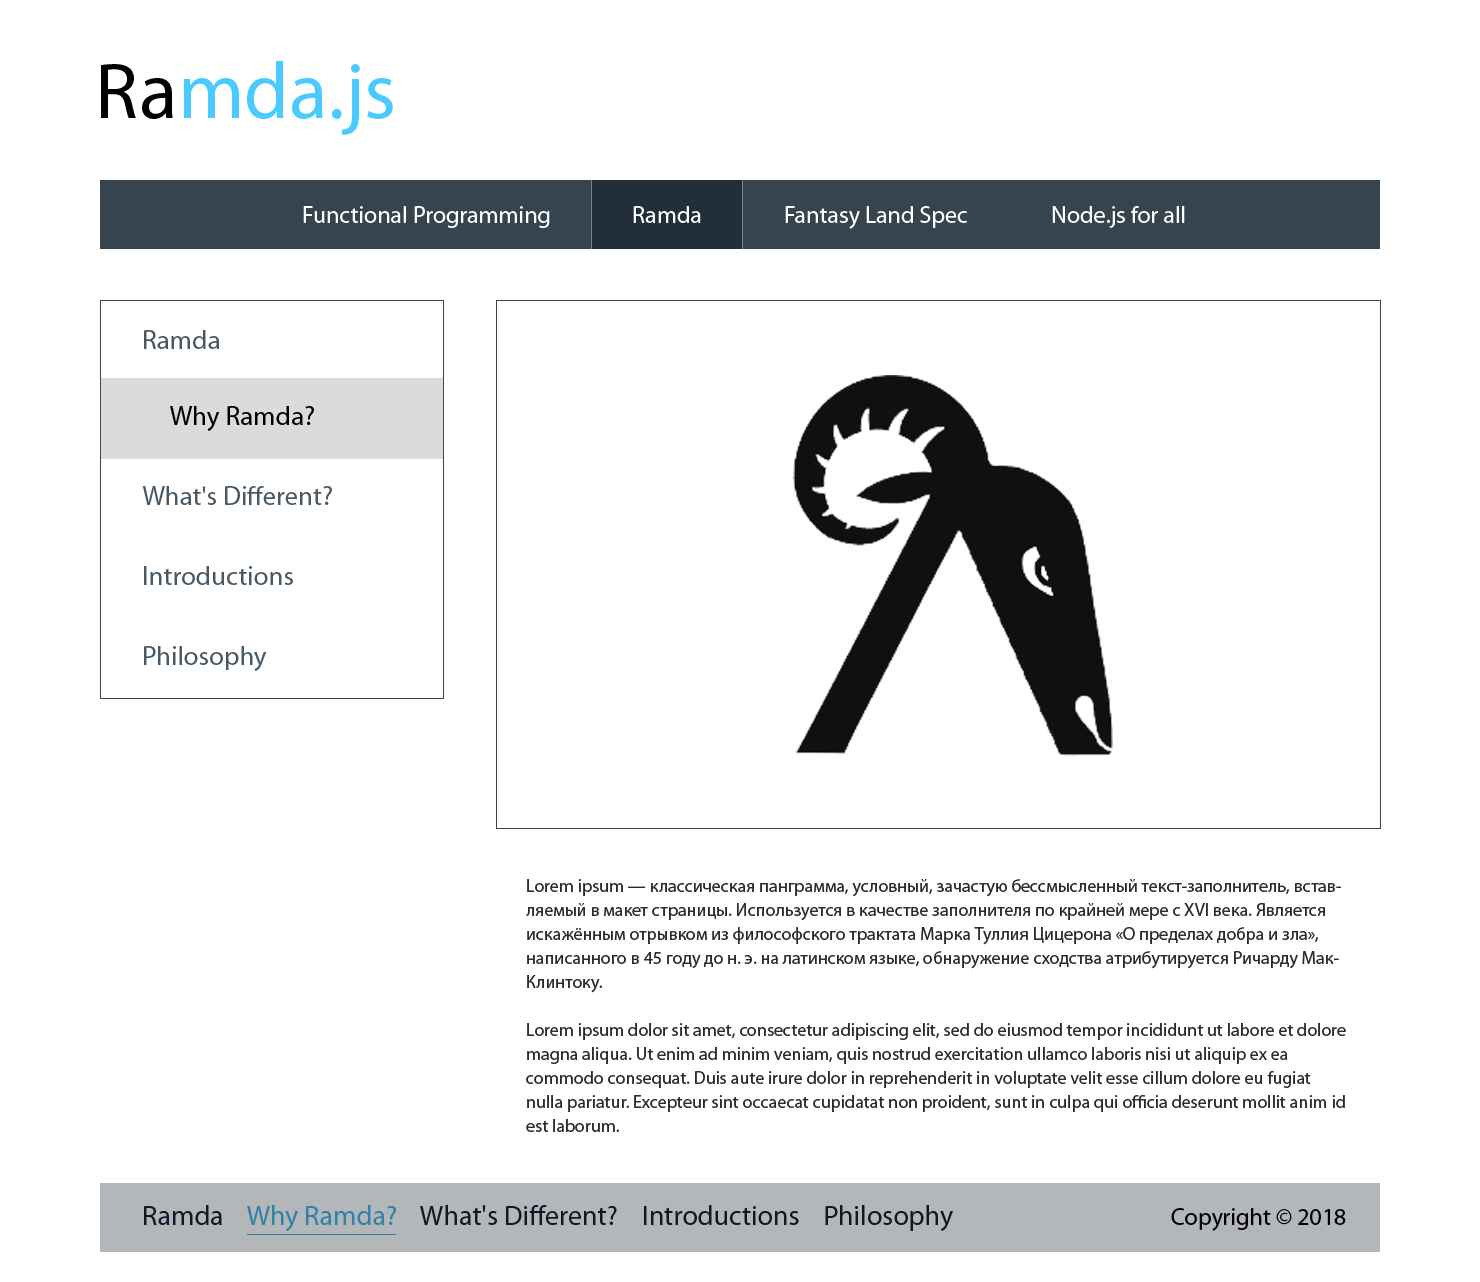 Ramda.js
Functional Programming Ramda Fantasy Land Spec Node.js for all
Ramda
Why Ramda?
What's Different?
Introductions
Philosophy
Lorem ipsum — классическая панграмма, условный, зачастую бессмысленный текст-заполнитель, встав-
ляемый в макет страницы. Используется в качестве заполнителя по крайней мере с XVI века. Является
искажённым отрывком из философского трактата Марка Туллия Цицерона «О пределах добра и зла»,
написанного в 45 году до н. э. на латинском языке, обнаружение сходства атрибутируется Ричарду Мак-
Клинтоку.
Lorem ipsum dolor sit amet, consectetur adipiscing elit, sed do eiusmod tempor incididunt ut labore et dolore
magna aliqua. Ut enim ad minim veniam, quis nostrud exercitation ullamco laboris nisi ut aliquip ex ea
commodo consequat. Duis aute irure dolor in reprehenderit in voluptate velit esse cillum dolore eu fugiat
nulla pariatur. Excepteur sint occaecat cupidatat non proident, sunt in culpa qui officia deserunt mollit anim id
est laborum.
Ramda Why Ramda? What's Different? Introductions Philosophy Copyright © 2018